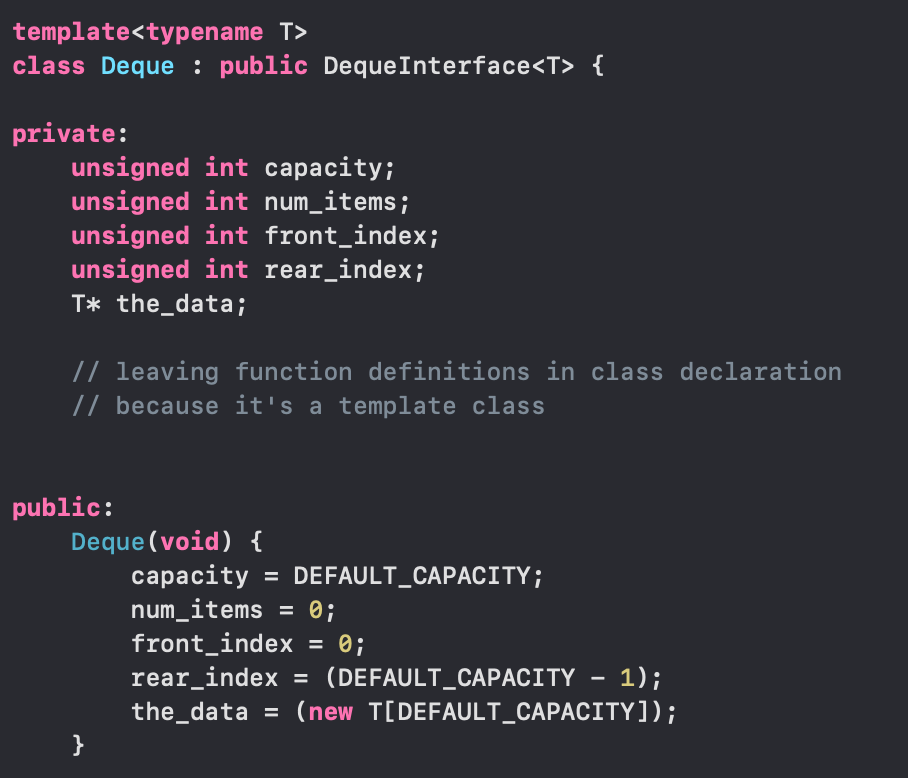 template<typename T>
class Deque : public DequeInterface<T> {
private:
    unsigned int capacity;
    unsigned int num_items;
    unsigned int front_index;
    unsigned int rear_index;
    T* the_data;
    // leaving function definitions in class declaration
    // because it's a template class
public:
    Deque(void) {
        capacity = DEFAULT_CAPACITY;
        num_items = 0;
        front_index = 0;
        rear_index = (DEFAULT_CAPACITY - 1);
        the_data = (new T[DEFAULT_CAPACITY]);
    }